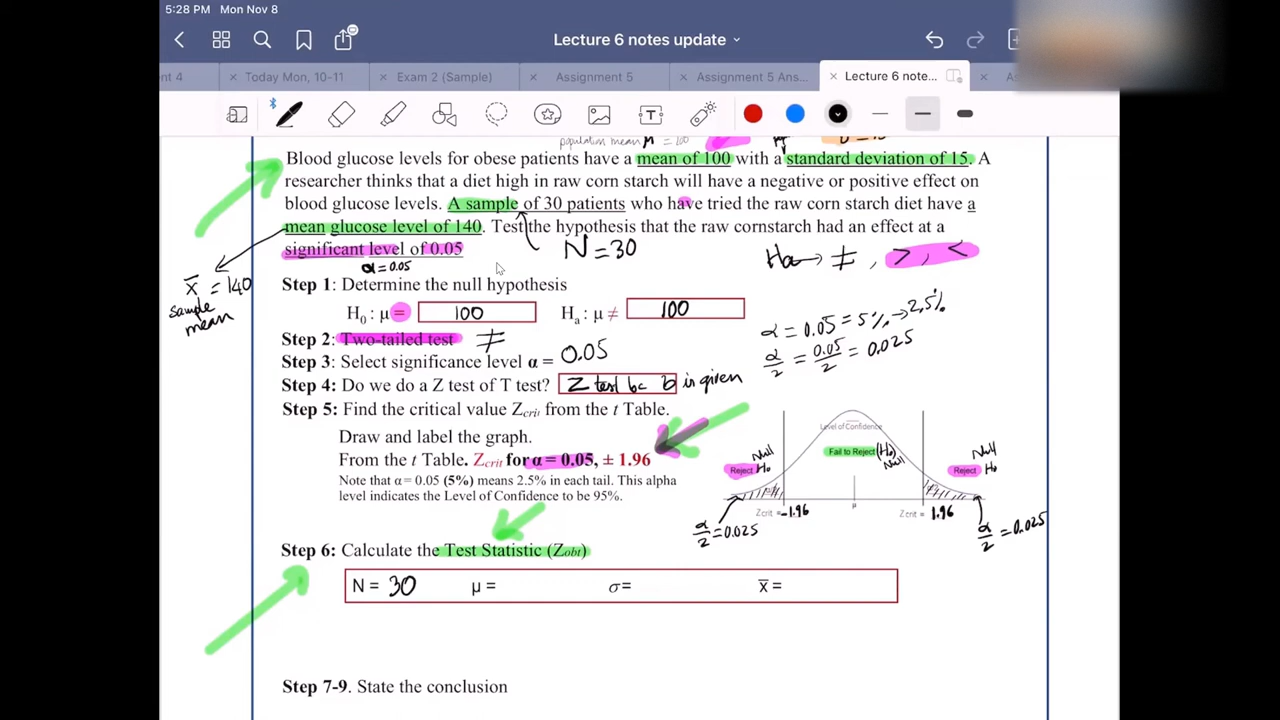 5:28 PM Mon Nov 8
Lecture 6 notes update
ent 4
Today Mon, 10-11
Exam 2 (Sample)
Assignment 5
Assignment 5 Ans...
Lecture 6 note...
population mean μ = 100
Blood glucose levels for obese patients have a mean of 100 with a standard deviation of 15. A
researcher thinks that a diet high in raw corn starch will have a negative or positive effect on
blood glucose levels. A sample of 30 patients who have tried the raw corn starch diet have a
mean glucose level of 140. Test the hypothesis that the raw cornstarch had an effect at a
significant level of 0.05
N = 30
Ha → ≠, >, <
α = 0.05
x̄ = 140
sample
mean
Step 1: Determine the null hypothesis
H₀ : μ = 100 Hₐ : μ ≠ 100
Step 2: Two-tailed test ≠
Step 3: Select significance level α = 0.05
α = 0.05 = 5% → 2.5%
α/2 = 0.05/2 = 0.025
Step 4: Do we do a Z test of T test? Z test bc σ is given
Step 5: Find the critical value Zcrit from the t Table.
Draw and label the graph.
From the t Table. Zcrit for α = 0.05, ± 1.96
Note that α = 0.05 (5%) means 2.5% in each tail. This alpha
level indicates the Level of Confidence to be 95%.
Level of Confidence
Fail to Reject (H₀)
Null
Null
Reject H₀
Null
Reject H₀
Zcrit = -1.96
μ
Zcrit = 1.96
α/2 = 0.025
α/2 = 0.025
Step 6: Calculate the Test Statistic (Zobt)
N = 30 μ = σ= x̄ =
Step 7-9. State the conclusion